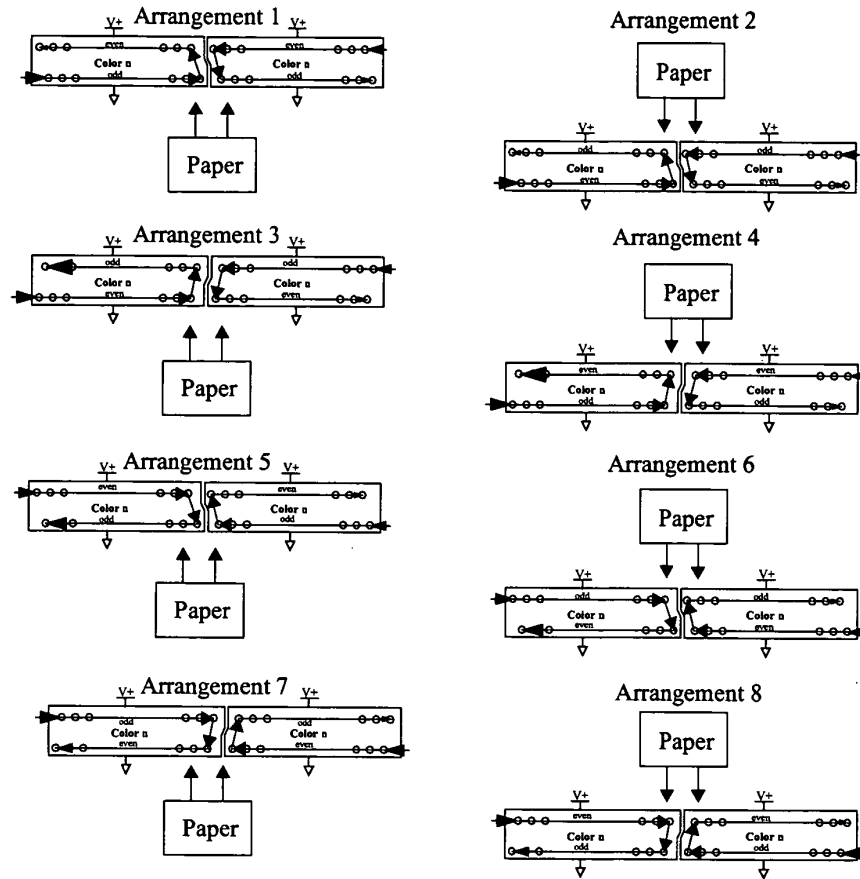 Arrangement 1
V+ V+
even even
Color n Color n
odd odd
Paper
Arrangement 2
Paper
V+ V+
odd odd
Color n Color n
even even
Arrangement 3
V+ V+
odd odd
Color n Color n
even even
Paper
Arrangement 4
Paper
V+ V+
even even
Color n Color n
odd odd
Arrangement 5
V+ V+
even even
Color n Color n
odd odd
Paper
Arrangement 6
Paper
V+ V+
odd odd
Color n Color n
even even
Arrangement 7
V+ V+
odd odd
Color n Color n
even even
Paper
Arrangement 8
Paper
V+ V+
even even
Color n Color n
odd odd